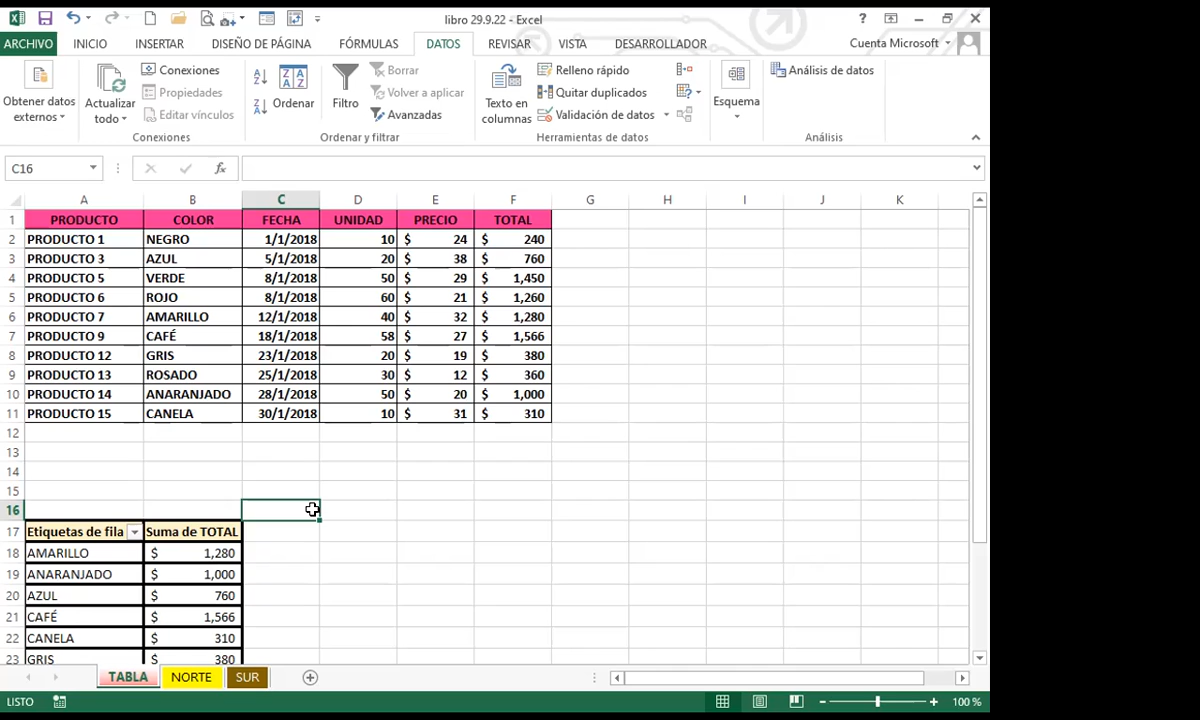 libro 29.9.22 - Excel
ARCHIVO INICIO INSERTAR DISEÑO DE PÁGINA FÓRMULAS DATOS REVISAR VISTA DESARROLLADOR Cuenta Microsoft
Obtener datos externos
Actualizar todo
Conexiones
Propiedades
Editar vínculos
Conexiones
Ordenar
Filtro
Borrar
Volver a aplicar
Avanzadas
Ordenar y filtrar
Texto en columnas
Relleno rápido
Quitar duplicados
Validación de datos
Herramientas de datos
Esquema
Análisis de datos
Análisis
C16 fx
A B C D E F G H I J K
1 PRODUCTO COLOR FECHA UNIDAD PRECIO TOTAL
2 PRODUCTO 1 NEGRO 1/1/2018 10 $ 24 $ 240
3 PRODUCTO 3 AZUL 5/1/2018 20 $ 38 $ 760
4 PRODUCTO 5 VERDE 8/1/2018 50 $ 29 $ 1,450
5 PRODUCTO 6 ROJO 8/1/2018 60 $ 21 $ 1,260
6 PRODUCTO 7 AMARILLO 12/1/2018 40 $ 32 $ 1,280
7 PRODUCTO 9 CAFÉ 18/1/2018 58 $ 27 $ 1,566
8 PRODUCTO 12 GRIS 23/1/2018 20 $ 19 $ 380
9 PRODUCTO 13 ROSADO 25/1/2018 30 $ 12 $ 360
10 PRODUCTO 14 ANARANJADO 28/1/2018 50 $ 20 $ 1,000
11 PRODUCTO 15 CANELA 30/1/2018 10 $ 31 $ 310
12
13
14
15
16
17 Etiquetas de fila Suma de TOTAL
18 AMARILLO $ 1,280
19 ANARANJADO $ 1,000
20 AZUL $ 760
21 CAFÉ $ 1,566
22 CANELA $ 310
23 GRIS $ 380
TABLA NORTE SUR
LISTO 100 %